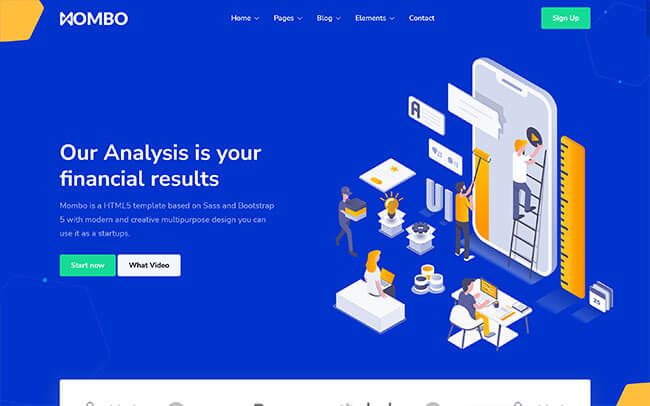 MOMBO
Home Pages Blog Elements Contact
Sign Up
Our Analysis is your
financial results
Mombo is a HTML5 template based on Sass and Bootstrap
5 with modern and creative multipurpose design you can
use it as a startups.
Start now What Video
A
UI
25